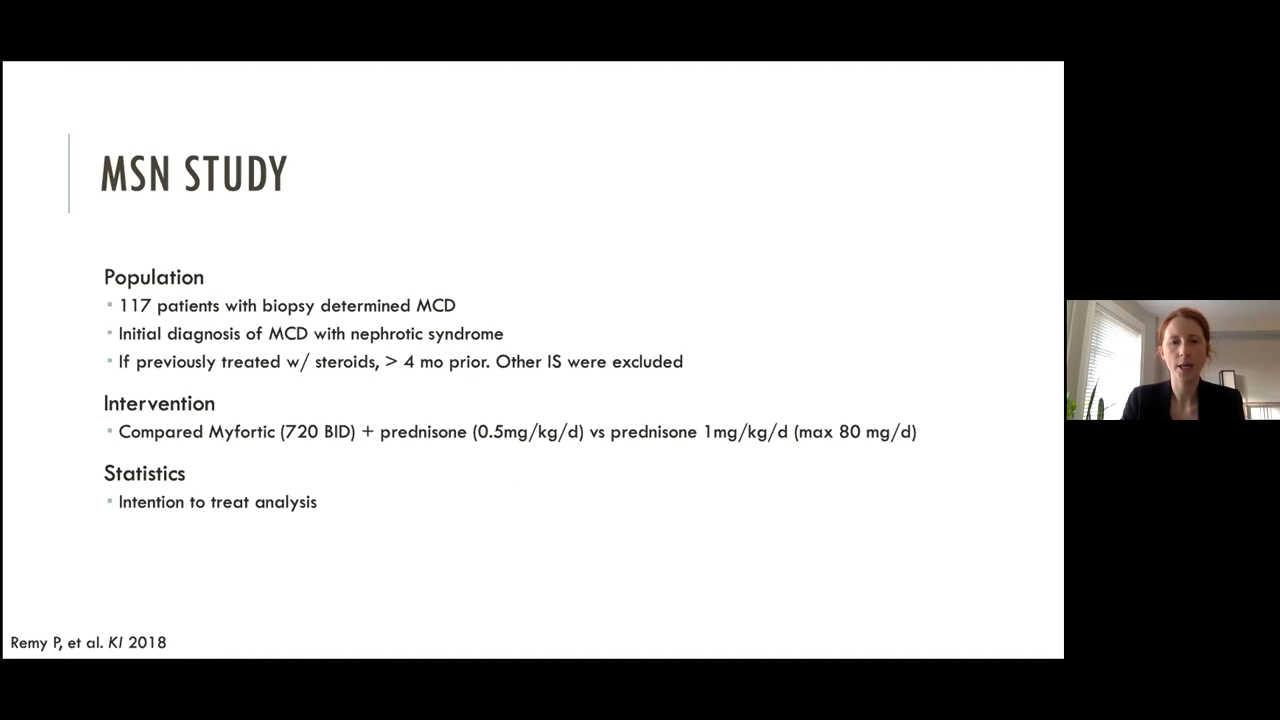 MSN STUDY
Population
117 patients with biopsy determined MCD
Initial diagnosis of MCD with nephrotic syndrome
If previously treated w/ steroids, > 4 mo prior. Other IS were excluded
Intervention
Compared Myfortic (720 BID) + prednisone (0.5mg/kg/d) vs prednisone 1mg/kg/d (max 80 mg/d)
Statistics
Intention to treat analysis
Remy P, et al. KI 2018